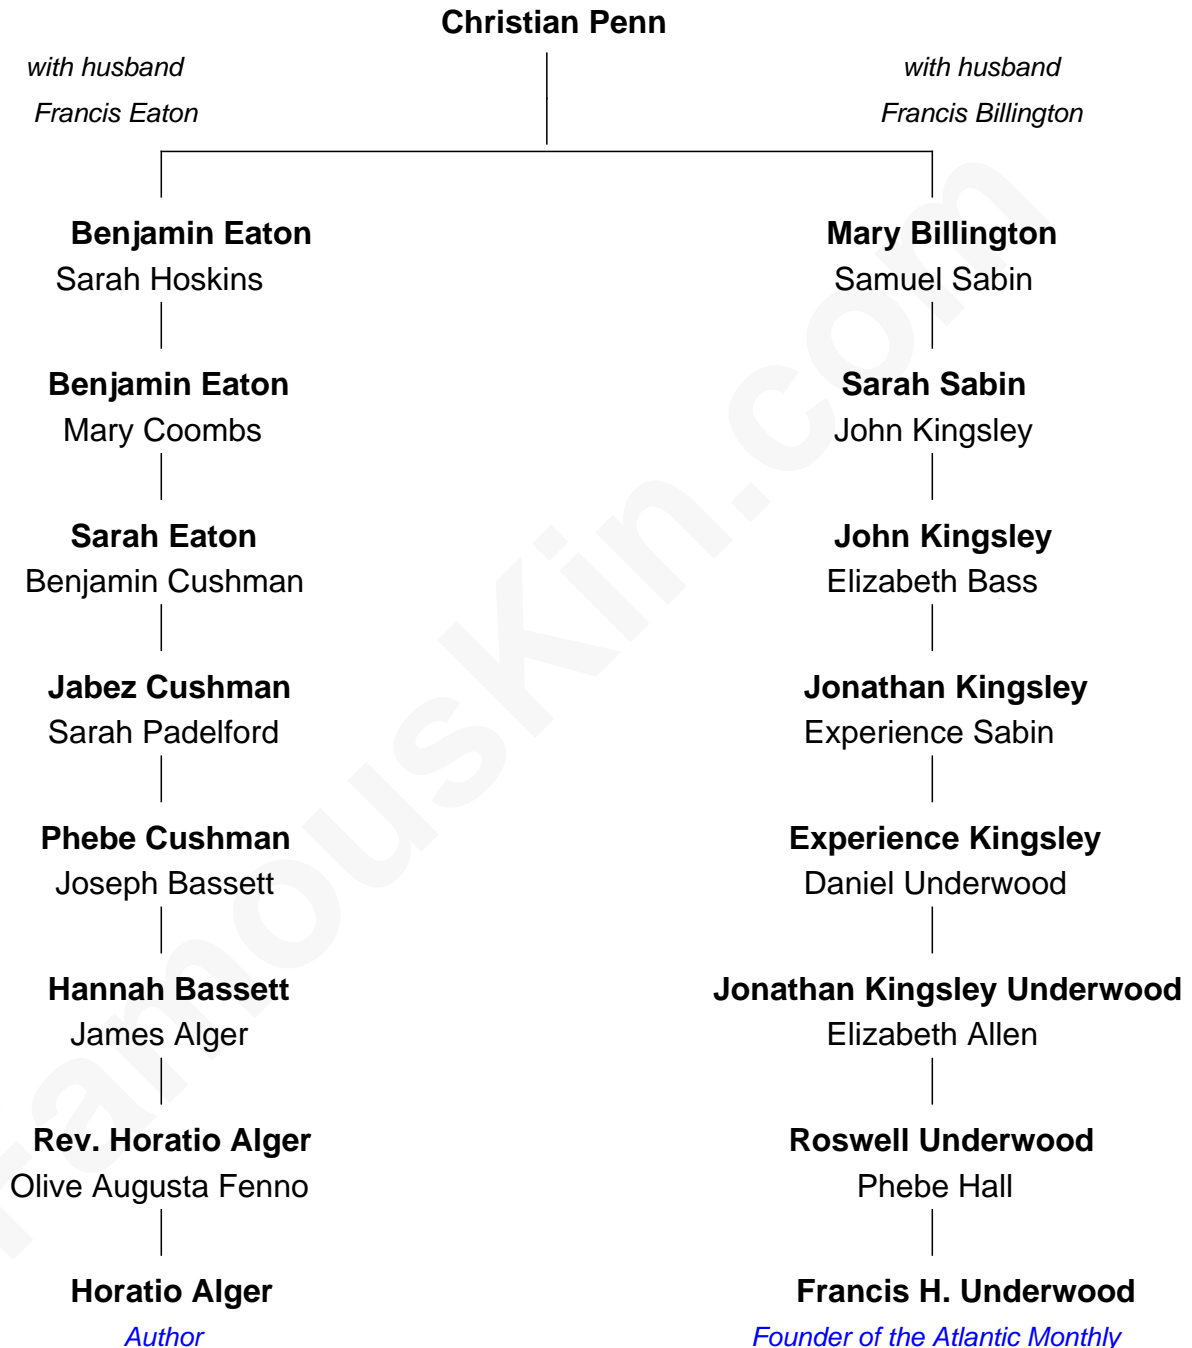 Christian Penn
with husband
Francis Eaton
with husband
Francis Billington
Benjamin Eaton
Sarah Hoskins
Mary Billington
Samuel Sabin
Benjamin Eaton
Mary Coombs
Sarah Sabin
John Kingsley
Sarah Eaton
Benjamin Cushman
John Kingsley
Elizabeth Bass
Jabez Cushman
Sarah Padelford
Jonathan Kingsley
Experience Sabin
Phebe Cushman
Joseph Bassett
Experience Kingsley
Daniel Underwood
Hannah Bassett
James Alger
Jonathan Kingsley Underwood
Elizabeth Allen
Rev. Horatio Alger
Olive Augusta Fenno
Roswell Underwood
Phebe Hall
Horatio Alger
Author
Francis H. Underwood
Founder of the Atlantic Monthly
FamousKin.com